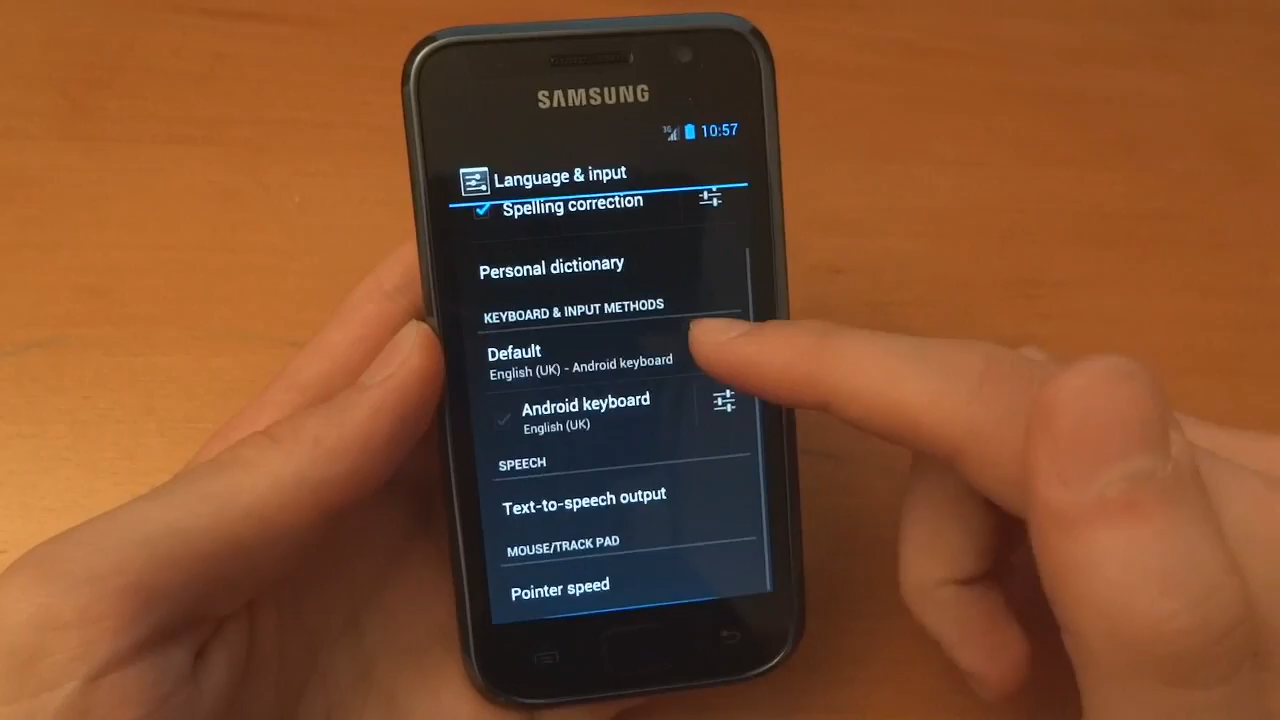 SAMSUNG
3G 10:57
Language & input
Spelling correction
Personal dictionary
KEYBOARD & INPUT METHODS
Default
English (UK) - Android keyboard
Android keyboard
English (UK)
SPEECH
Text-to-speech output
MOUSE/TRACK PAD
Pointer speed